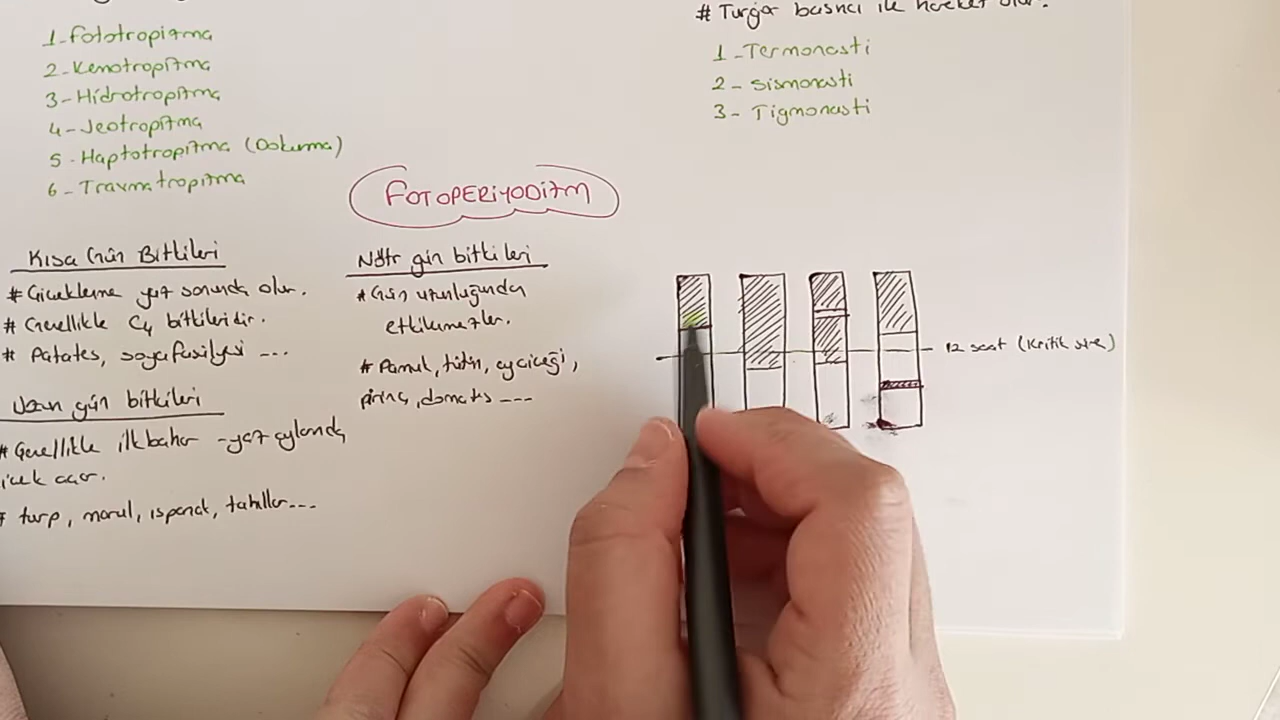 1-Fototropizma
2-Kemotropizma
3-Hidrotropizma
4-Jeotropizma
5-Haptotropizma (Dokunma)
6-Travmatropizma
# Turgor basıncı ile hareket olur.
1-Termonasti
2-Sismonasti
3-Tigmonasti
FOTOPERİYODİZM
Kısa Gün Bitkileri
# Çiçeklenme yaz sonunda olur.
# Genellikle C4 bitkileridir.
# Patates, soya fasulyesi ---
Uzun gün bitkileri
# Genellikle ilkbahar - yaz aylarında
çiçek açar.
# turp, marul, ıspanak, tahıllar---
Nötr gün bitkileri
# Gün uzunluğundan
etkilenmezler.
# Pamuk, tütün, ayçiçeği,
pirinç, domates ---
12 saat (Kritik süre)